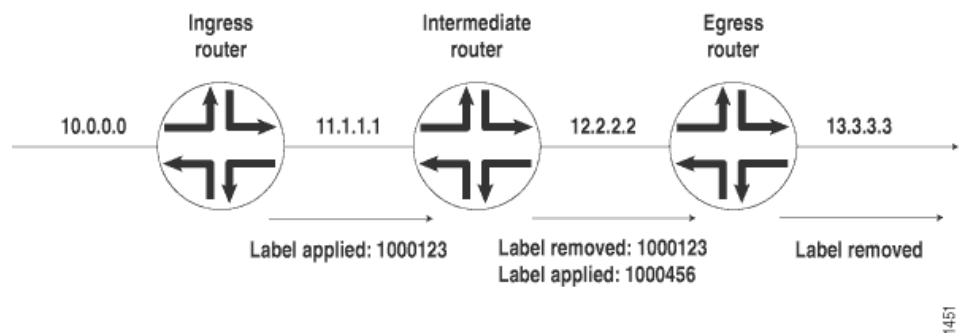 Ingress
router
Intermediate
router
Egress
router
10.0.0.0
11.1.1.1
12.2.2.2
13.3.3.3
Label applied: 1000123
Label removed: 1000123
Label applied: 1000456
Label removed
1451